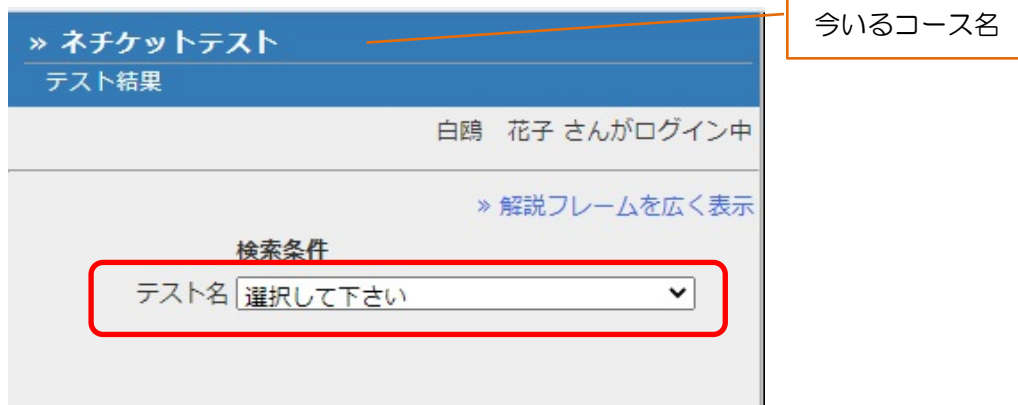 » ネチケットテスト
今いるコース名
テスト結果
白鴎　花子 さんがログイン中
» 解説フレームを広く表示
検索条件
テスト名 選択して下さい